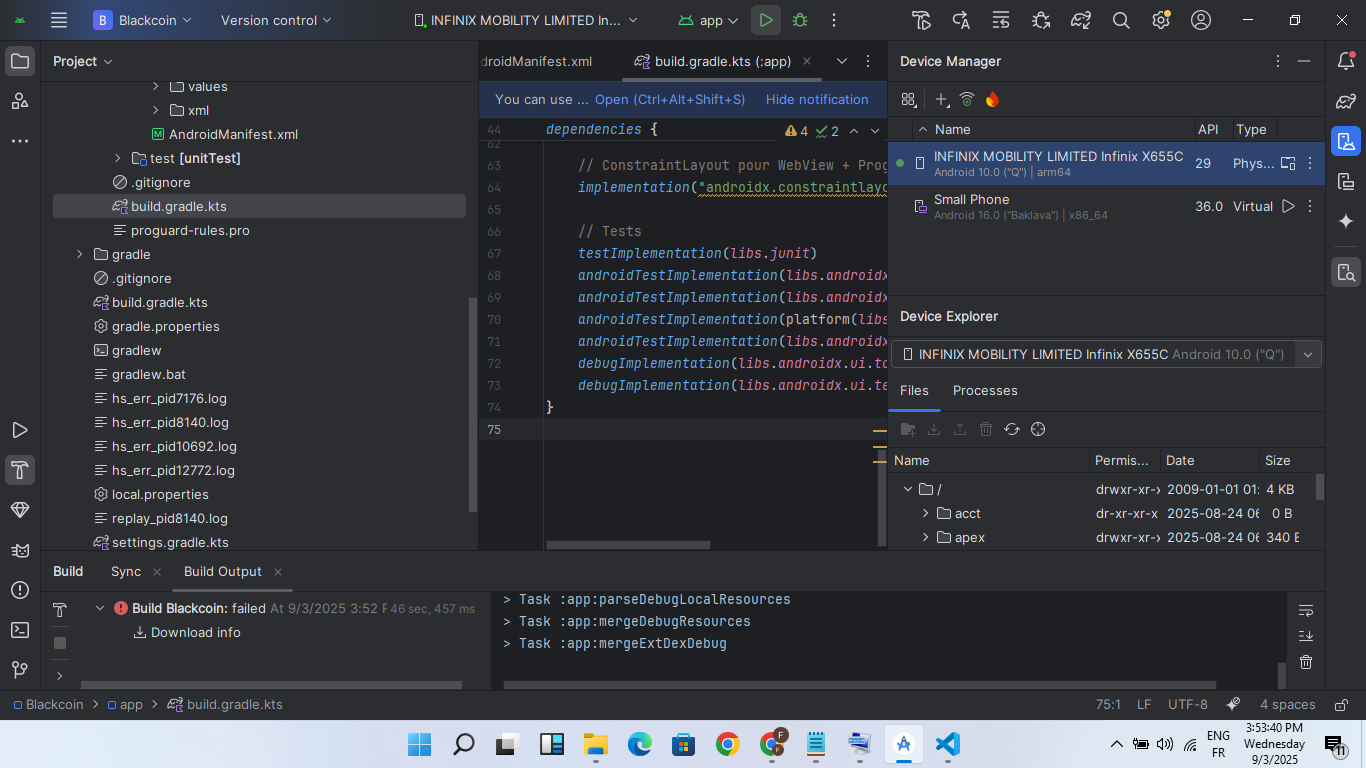 B Blackcoin Version control INFINIX MOBILITY LIMITED In... app
Project
values
xml
AndroidManifest.xml
test [unitTest]
.gitignore
build.gradle.kts
proguard-rules.pro
gradle
.gitignore
build.gradle.kts
gradle.properties
gradlew
gradlew.bat
hs_err_pid7176.log
hs_err_pid8140.log
hs_err_pid10692.log
hs_err_pid12772.log
local.properties
replay_pid8140.log
settings.gradle.kts
droidManifest.xml build.gradle.kts (:app)
You can use ... Open (Ctrl+Alt+Shift+S) Hide notification
44 dependencies { 4 2
62
63 // ConstraintLayout pour WebView + Prog
64 implementation("androidx.constraintlayo
65
66 // Tests
67 testImplementation(libs.junit)
68 androidTestImplementation(libs.androidx
69 androidTestImplementation(libs.androidx
70 androidTestImplementation(platform(libs
71 androidTestImplementation(libs.androidx
72 debugImplementation(libs.androidx.ui.to
73 debugImplementation(libs.androidx.ui.te
74 }
75
Device Manager
Name API Type
INFINIX MOBILITY LIMITED Infinix X655C 29 Phys...
Android 10.0 ("Q") | arm64
Small Phone 36.0 Virtual
Android 16.0 ("Baklava") | x86_64
Device Explorer
INFINIX MOBILITY LIMITED Infinix X655C Android 10.0 ("Q")
Files Processes
Name Permis... Date Size
/ drwxr-xr-x 2009-01-01 01: 4 KB
acct dr-xr-xr-x 2025-08-24 06 0 B
apex drwxr-xr-x 2025-08-24 06 340 B
Build Sync Build Output
Build Blackcoin: failed At 9/3/2025 3:52 P 46 sec, 457 ms
Download info
> Task :app:parseDebugLocalResources
> Task :app:mergeDebugResources
> Task :app:mergeExtDexDebug
Blackcoin > app > build.gradle.kts 75:1 LF UTF-8 4 spaces
ENG
FR
3:53:40 PM
Wednesday
9/3/2025
11